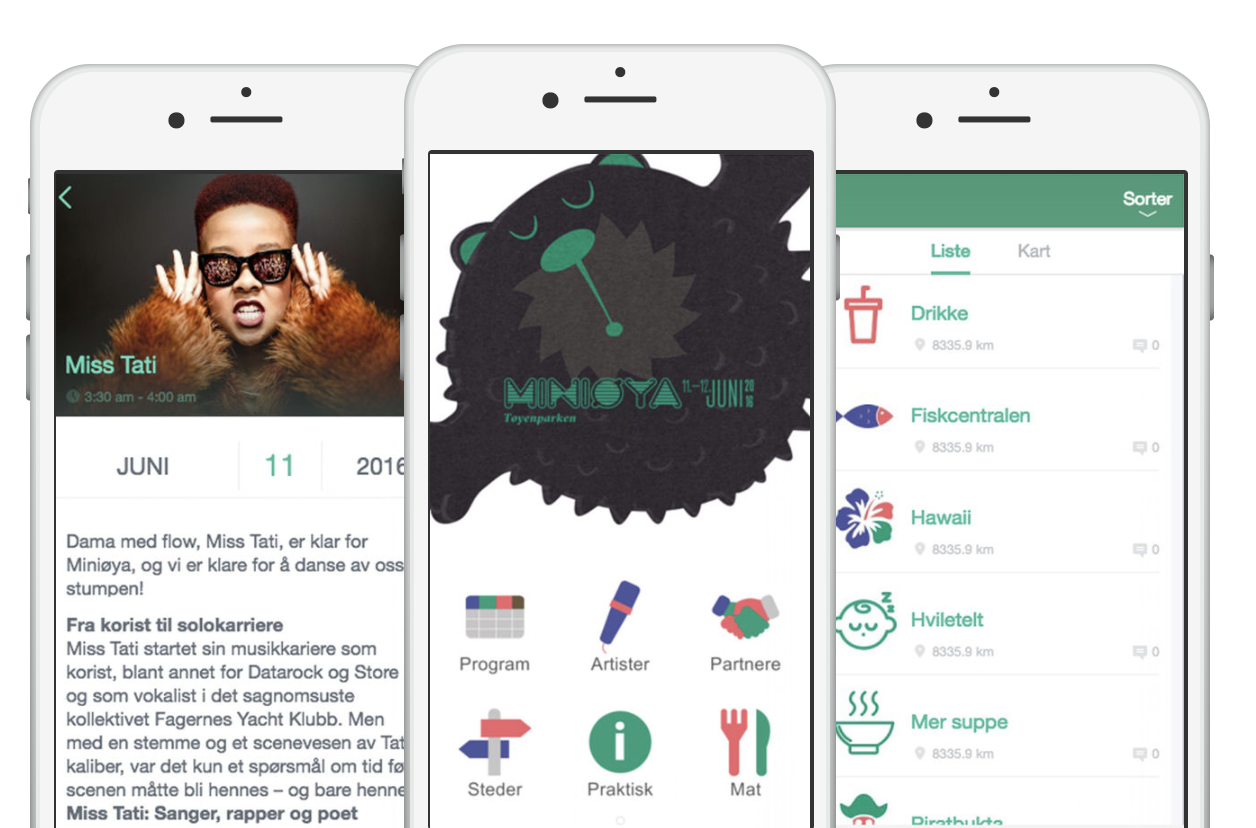 Miss Tati
3:30 am - 4:00 am
JUNI
11
2016
Dama med flow, Miss Tati, er klar for
Miniøya, og vi er klare for å danse av oss
stumpen!
Fra korist til solokarriere
Miss Tati startet sin musikkariere som
korist, blant annet for Datarock og Store
og som vokalist i det sagnomsuste
kollektivet Fagernes Yacht Klubb. Men
med en stemme og et scenevesen av Tat
kaliber, var det kun et spørsmål om tid fø
scenen måtte bli hennes – og bare henne
Miss Tati: Sanger, rapper og poet
MINIØYA 11.–12. JUNI 2016
Tøyenparken
Program
Artister
Partnere
Steder
Praktisk
Mat
Sorter
Liste
Kart
Drikke
8335.9 km
0
Fiskcentralen
8335.9 km
0
Hawaii
8335.9 km
0
z z z
Hviletelt
8335.9 km
0
Mer suppe
8335.9 km
0
Piratbukta